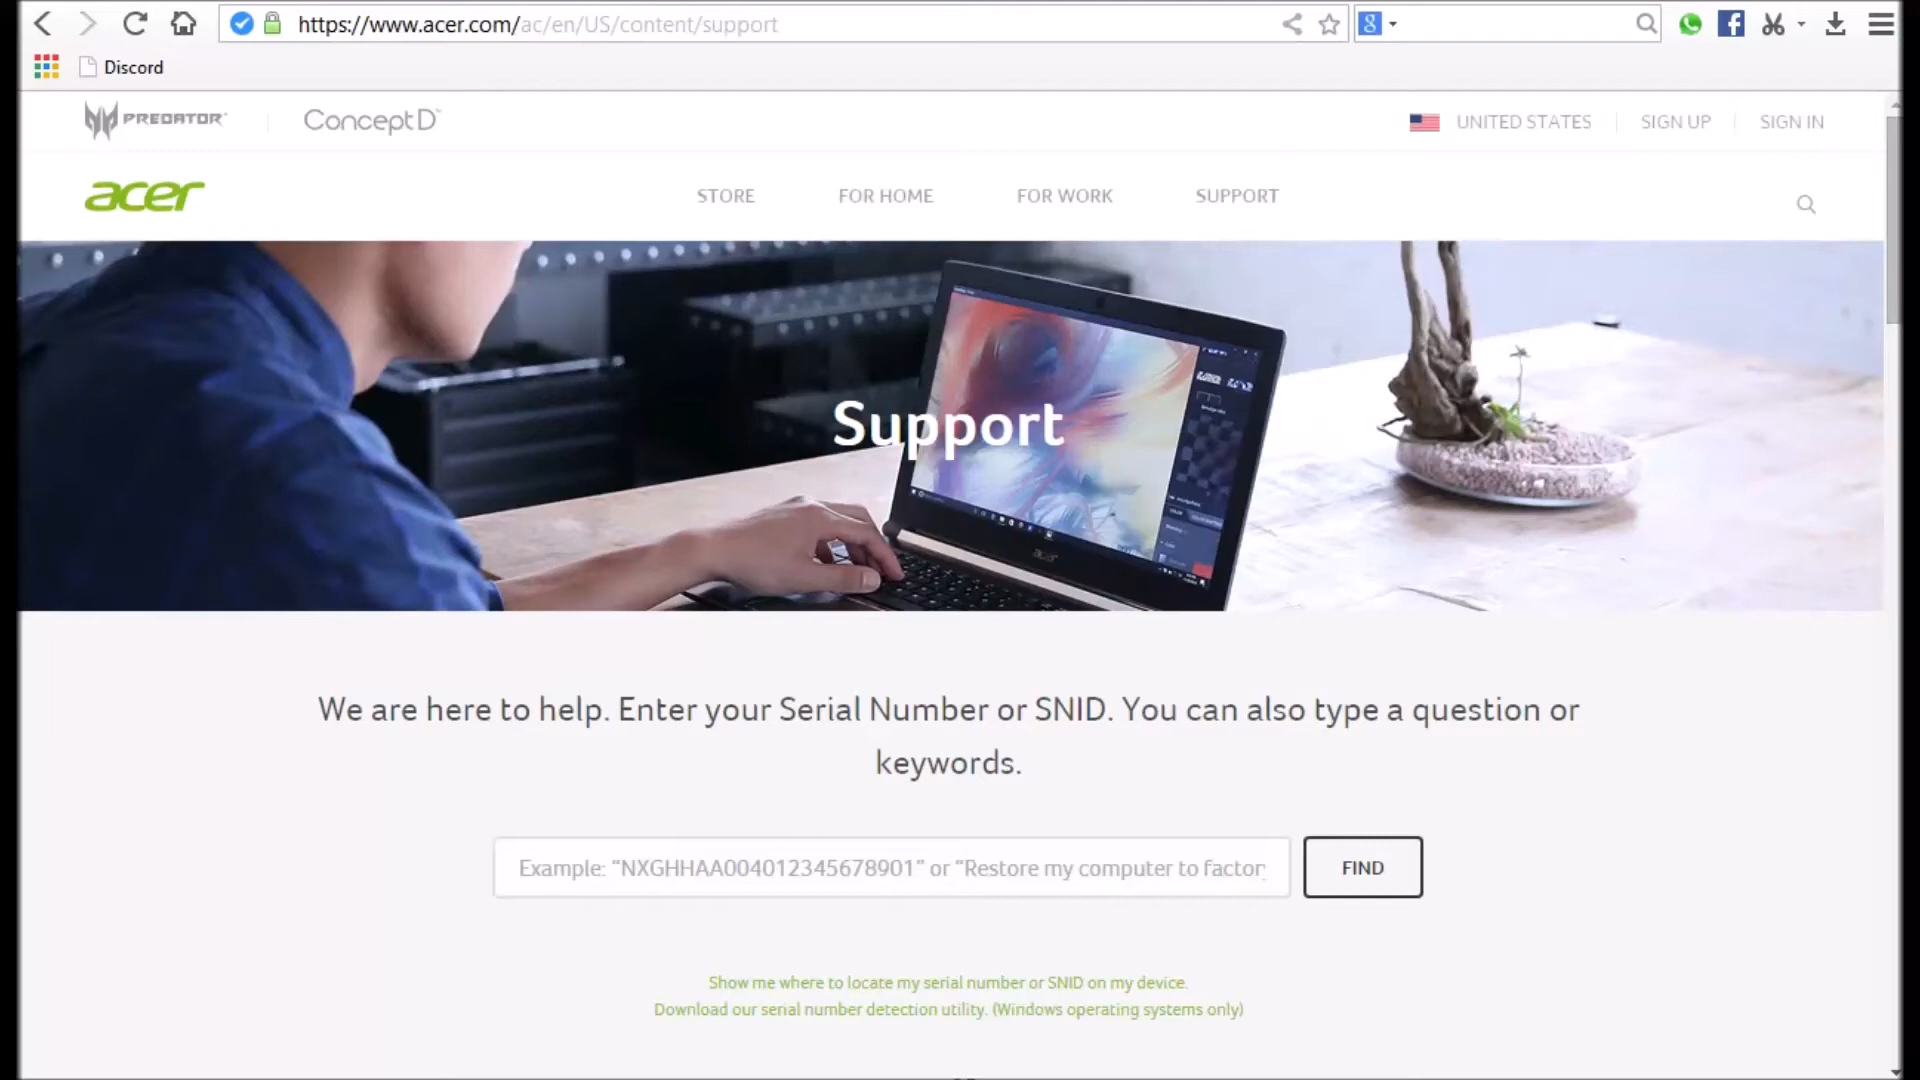 https://www.acer.com/ac/en/US/content/support
Discord
PREDATOR
ConceptD
UNITED STATES
SIGN UP
SIGN IN
acer
STORE
FOR HOME
FOR WORK
SUPPORT
Support
acer
We are here to help. Enter your Serial Number or SNID. You can also type a question or
keywords.
Example: “NXGHHAA004012345678901” or “Restore my computer to factor
FIND
Show me where to locate my serial number or SNID on my device.
Download our serial number detection utility. (Windows operating systems only)